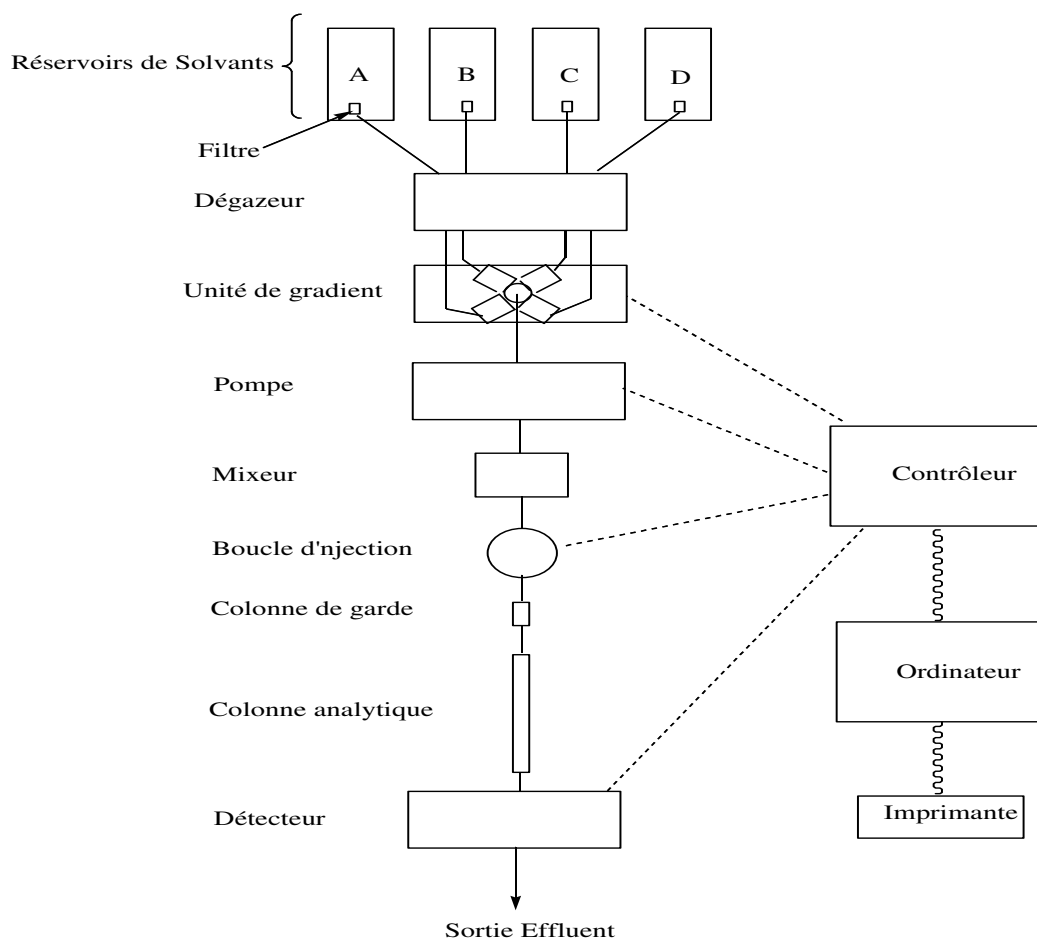 Réservoirs de Solvants
A
B
C
D
Filtre
Dégazeur
Unité de gradient
Pompe
Mixeur
Contrôleur
Boucle d'njection
Colonne de garde
Ordinateur
Colonne analytique
Détecteur
Imprimante
Sortie Effluent